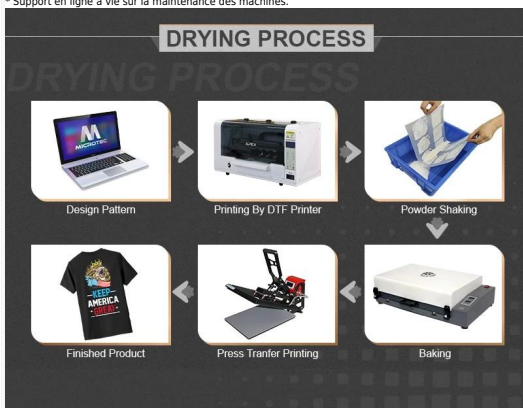 * Support en ligne à vie sur la maintenance des machines.
DRYING PROCESS
DRYING PROCESS
M
MICROTEC
Design Pattern
Printing By DTF Printer
Powder Shaking
KEEP
AMERICA
GREAT
Finished Product
Press Tranfer Printing
Baking